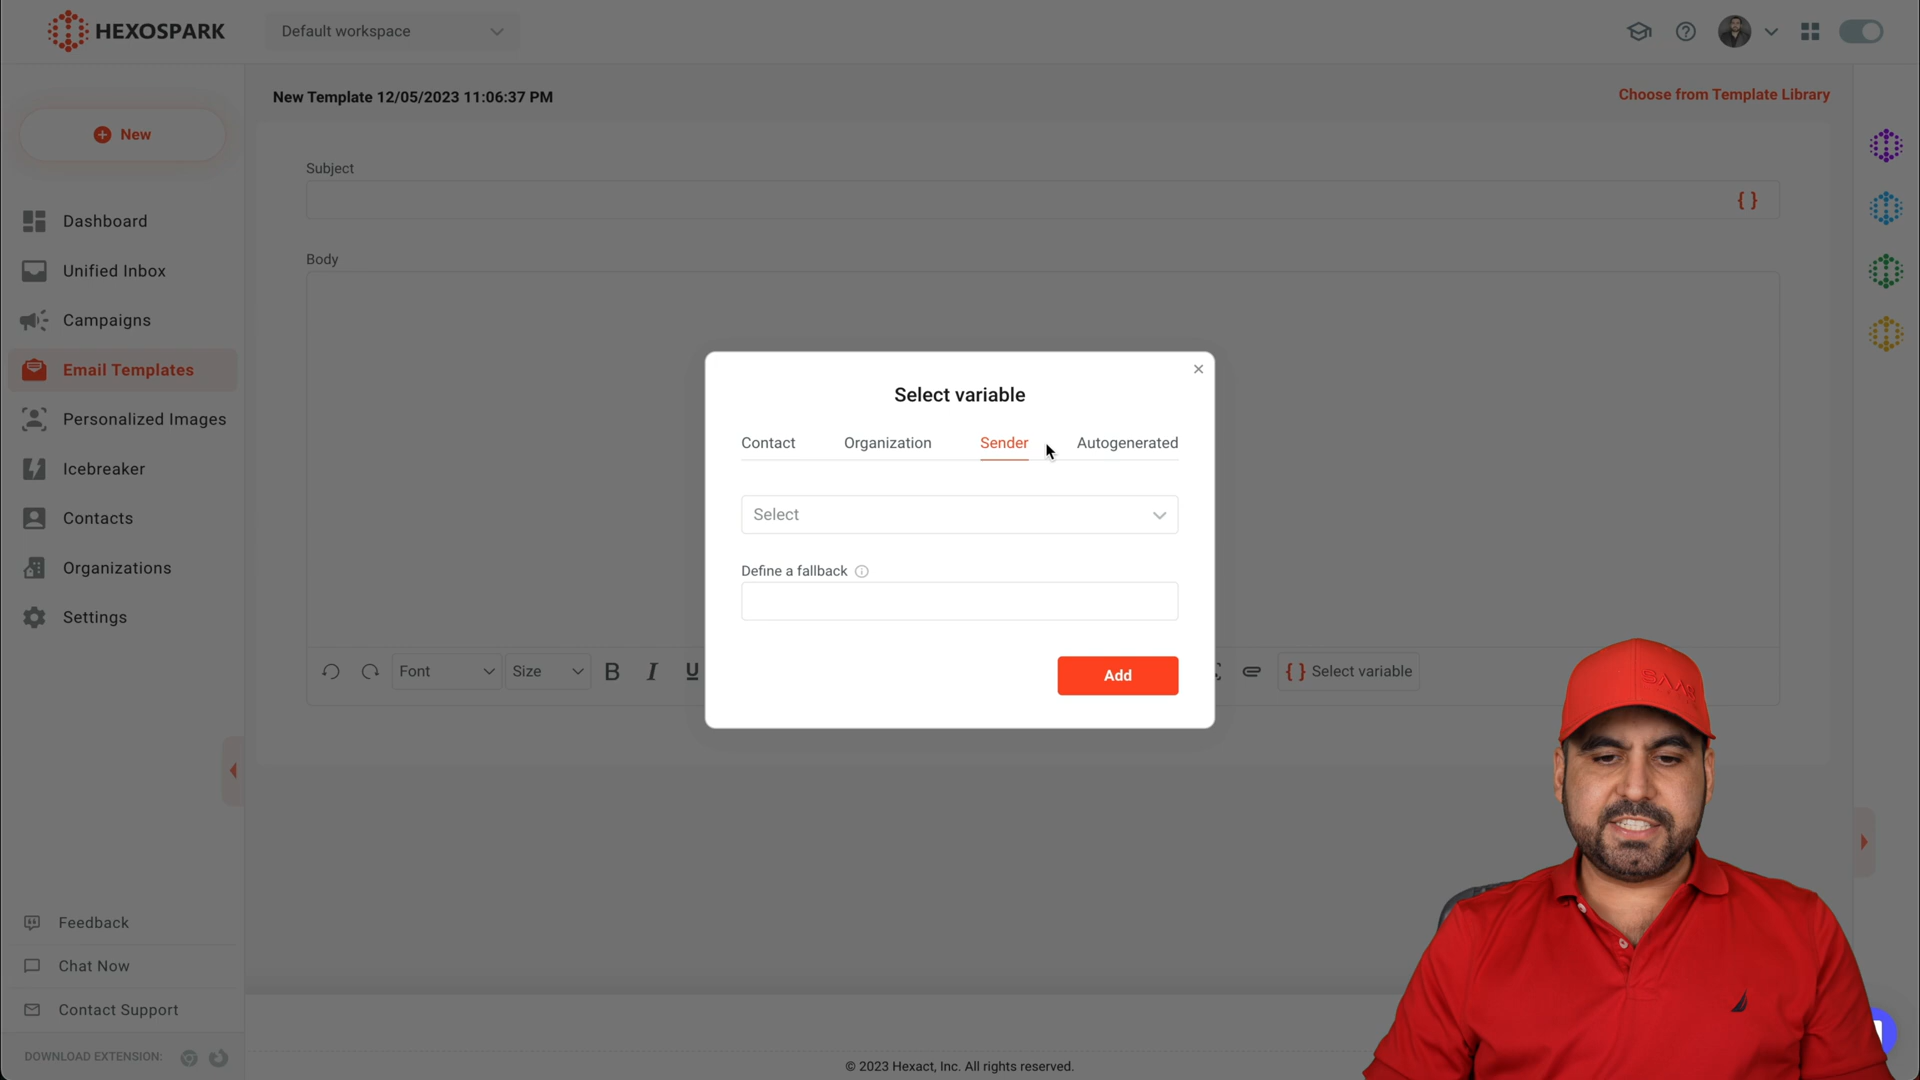 HEXOSPARK
Default workspace
New Template 12/05/2023 11:06:37 PM
Choose from Template Library
New
Subject
{ }
Dashboard
Body
Unified Inbox
Campaigns
Email Templates
Personalized Images
Icebreaker
Contacts
Organizations
Settings
Select variable
Contact
Organization
Sender
Autogenerated
Select
Define a fallback
Add
Font
Size
B
I
U
{ } Select variable
Feedback
Chat Now
Contact Support
DOWNLOAD EXTENSION:
© 2023 Hexact, Inc. All rights reserved.